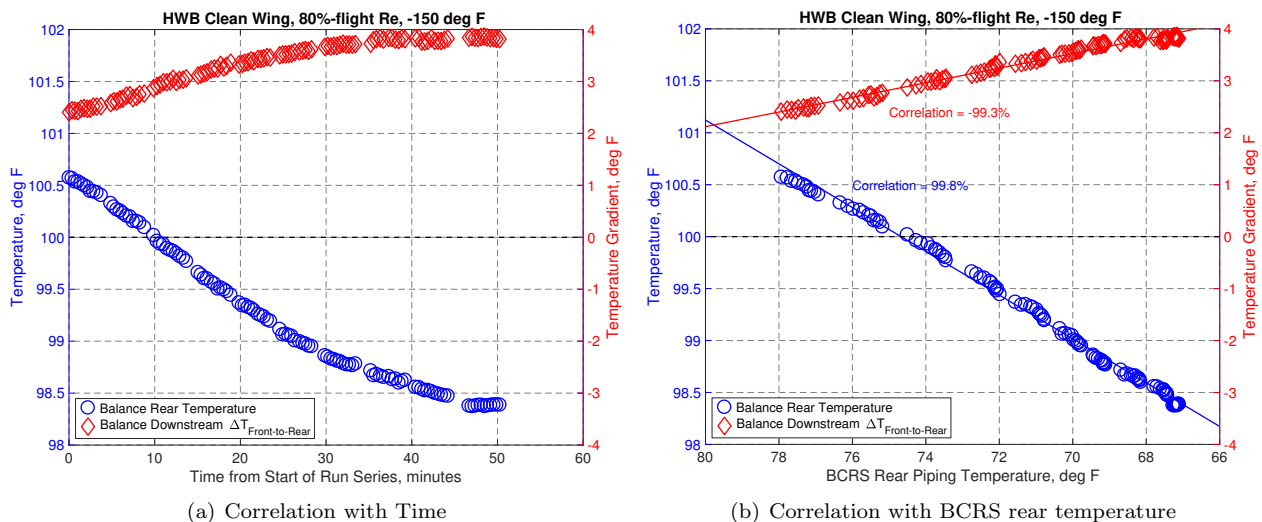 HWB Clean Wing, 80%-flight Re, -150 deg F
102
101.5
101
100.5
100
99.5
99
98.5
98
Temperature, deg F
4
3
2
1
0
-1
-2
-3
-4
Temperature Gradient, deg F
Balance Rear Temperature
Balance Downstream ΔT_Front-to-Rear
0 10 20 30 40 50 60
Time from Start of Run Series, minutes
(a) Correlation with Time
HWB Clean Wing, 80%-flight Re, -150 deg F
102
101.5
101
100.5
100
99.5
99
98.5
98
Temperature, deg F
4
3
2
1
0
-1
-2
-3
-4
Temperature Gradient, deg F
Correlation = -99.3%
Correlation = 99.8%
Balance Rear Temperature
Balance Downstream ΔT_Front-to-Rear
80 78 76 74 72 70 68 66
BCRS Rear Piping Temperature, deg F
(b) Correlation with BCRS rear temperature